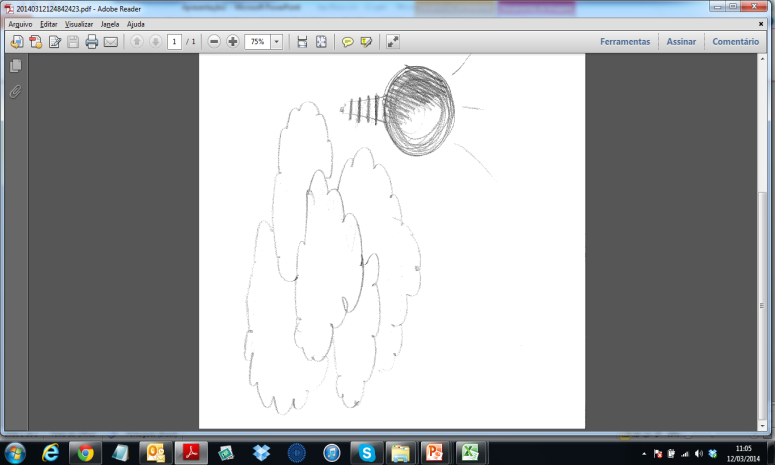 20140312124842423.pdf - Adobe Reader
Arquivo Editar Visualizar Janela Ajuda
1 / 1 75% Ferramentas Assinar Comentário
11:05
12/03/2014